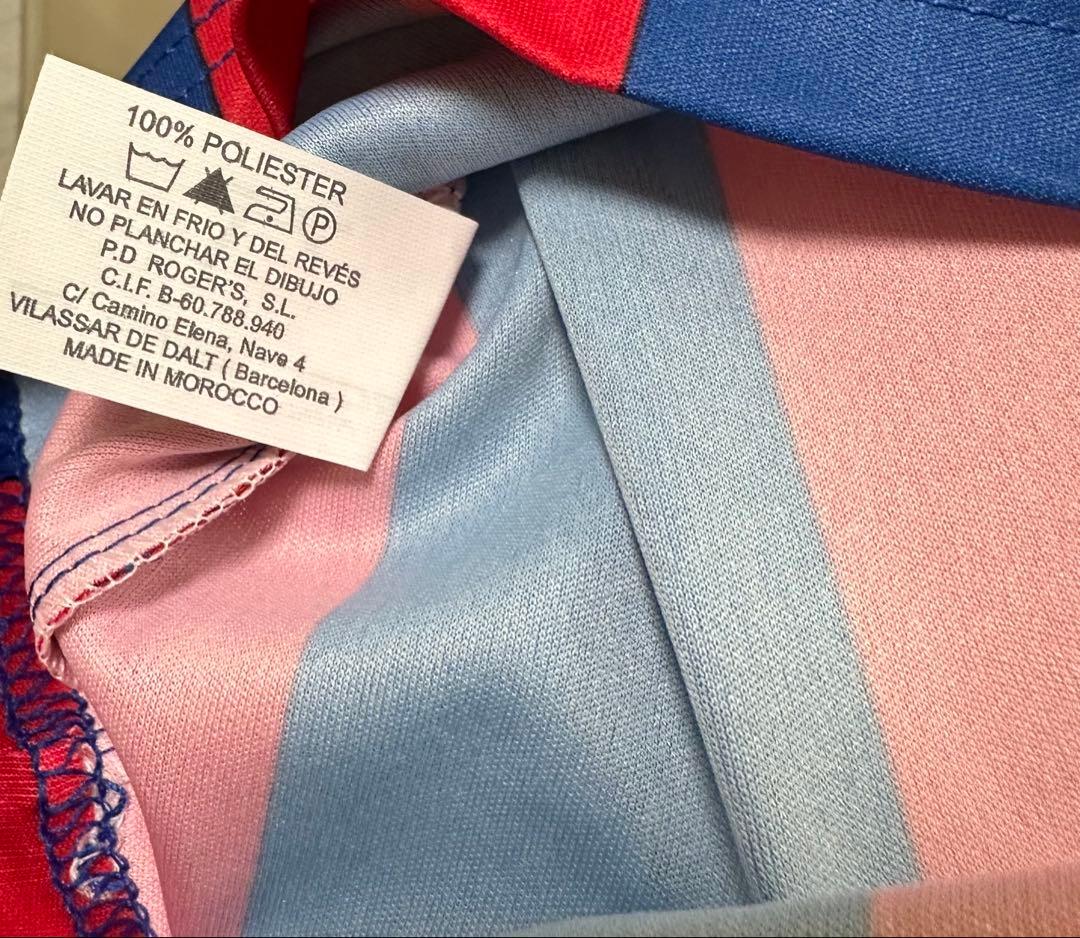 100% POLIESTER
P
LAVAR EN FRIO Y DEL REVÉS
NO PLANCHAR EL DIBUJO
P.D ROGER'S, S.L.
C.I.F. B-60.788.940
C/ Camino Elena, Nave 4
VILASSAR DE DALT ( Barcelona )
MADE IN MOROCCO